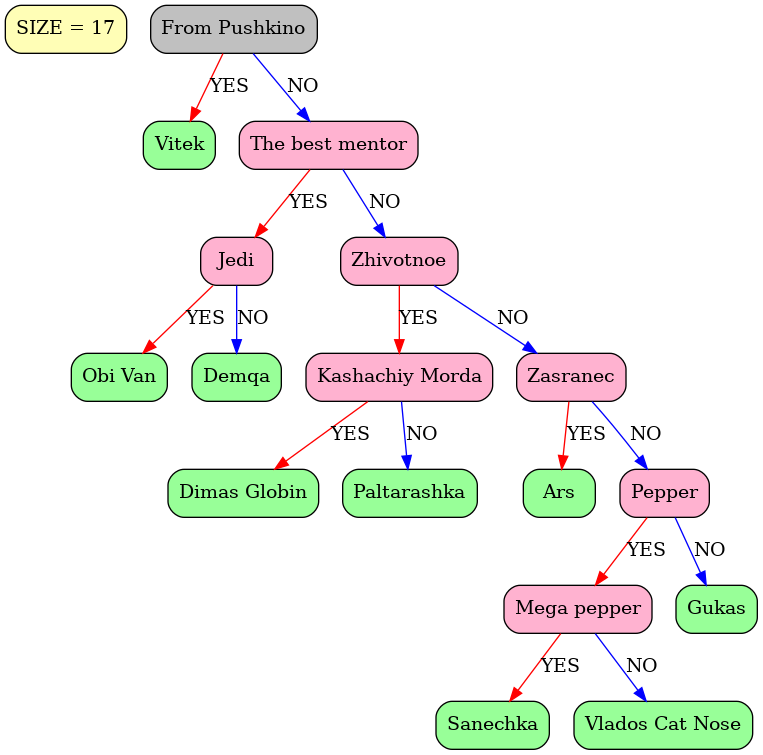 SIZE = 17
From Pushkino
YES
NO
Vitek
The best mentor
YES
NO
Jedi
Zhivotnoe
YES
NO
YES
NO
Obi Van
Demqa
Kashachiy Morda
Zasranec
YES
NO
YES
NO
Dimas Globin
Paltarashka
Ars
Pepper
YES
NO
Mega pepper
Gukas
YES
NO
Sanechka
Vlados Cat Nose